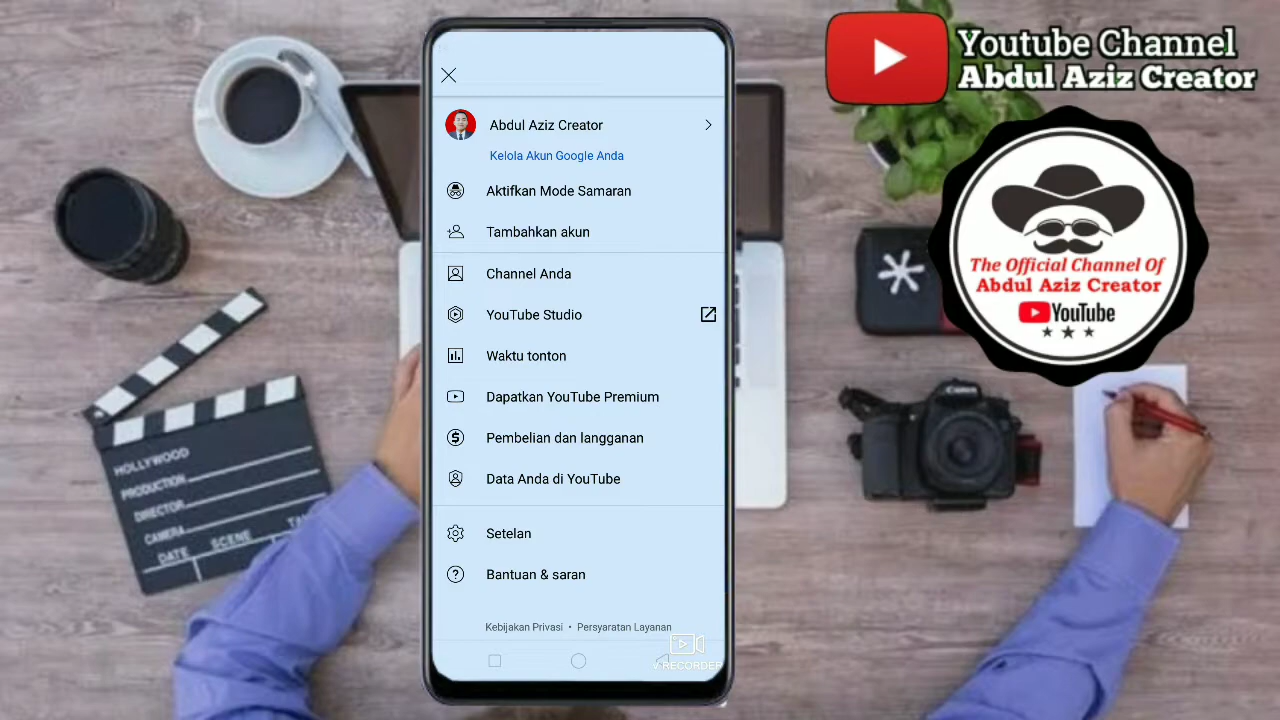 Youtube Channel
Abdul Aziz Creator
Abdul Aziz Creator
Kelola Akun Google Anda
Aktifkan Mode Samaran
Tambahkan akun
Channel Anda
YouTube Studio
Waktu tonton
Dapatkan YouTube Premium
Pembelian dan langganan
Data Anda di YouTube
Setelan
Bantuan & saran
Kebijakan Privasi • Persyaratan Layanan
V RECORDER
The Official Channel Of
Abdul Aziz Creator
YouTube
HOLLYWOOD
PRODUCTION
DIRECTOR
CAMERA
DATE SCENE
Canon